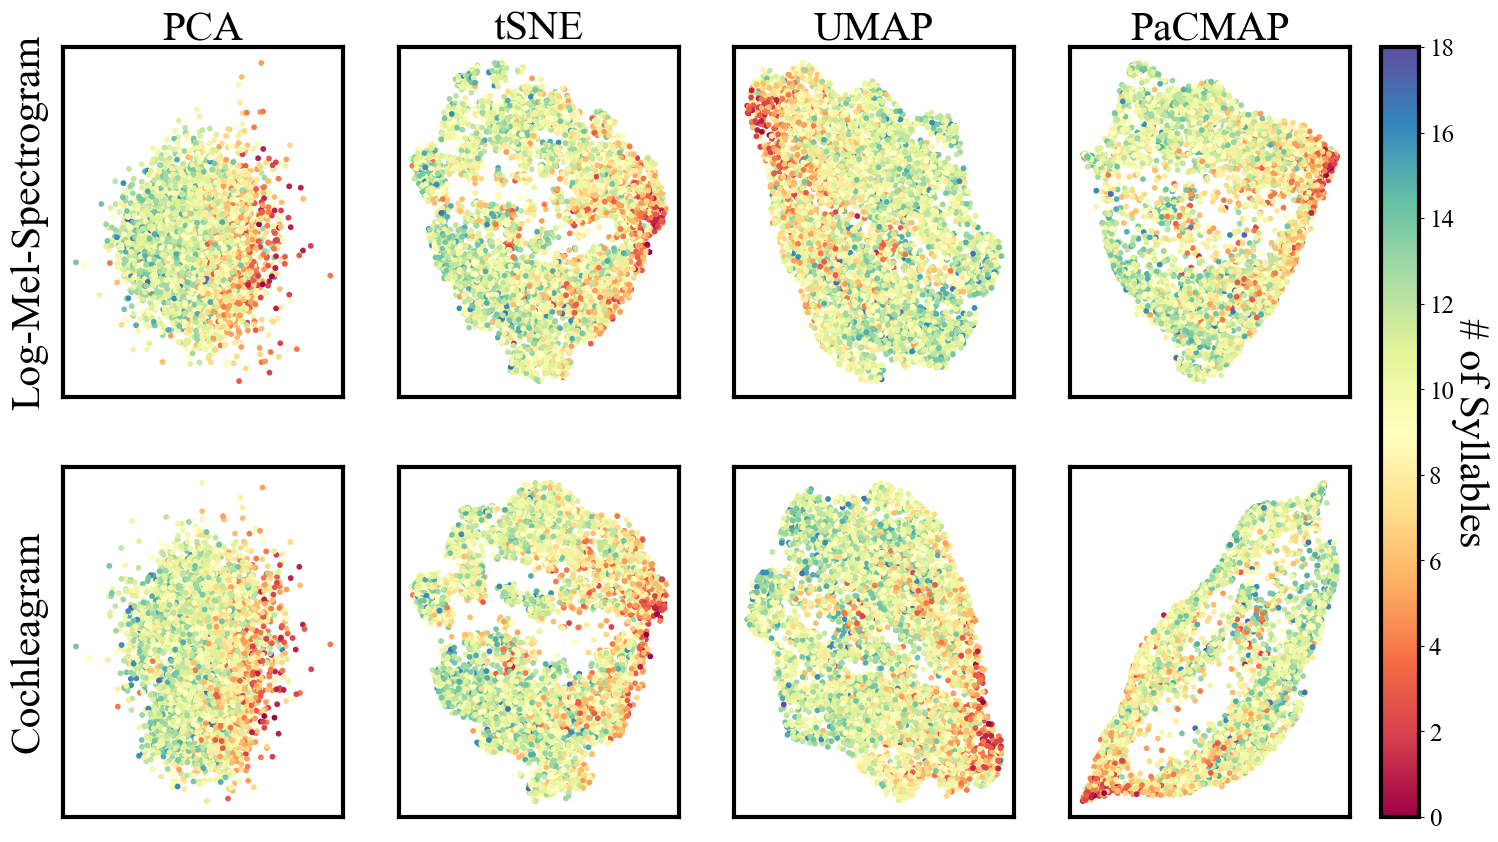 PCA
tSNE
UMAP
PaCMAP
Log-Mel-Spectrogram
Cochleagram
18
16
14
12
10
8
6
4
2
0
# of Syllables